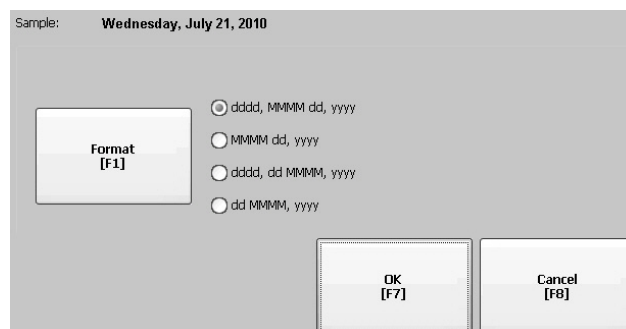 Sample: Wednesday, July 21, 2010
dddd, MMMM dd, yyyy
MMMM dd, yyyy
Format
[F1]
dddd, dd MMMM, yyyy
dd MMMM, yyyy
OK
[F7]
Cancel
[F8]